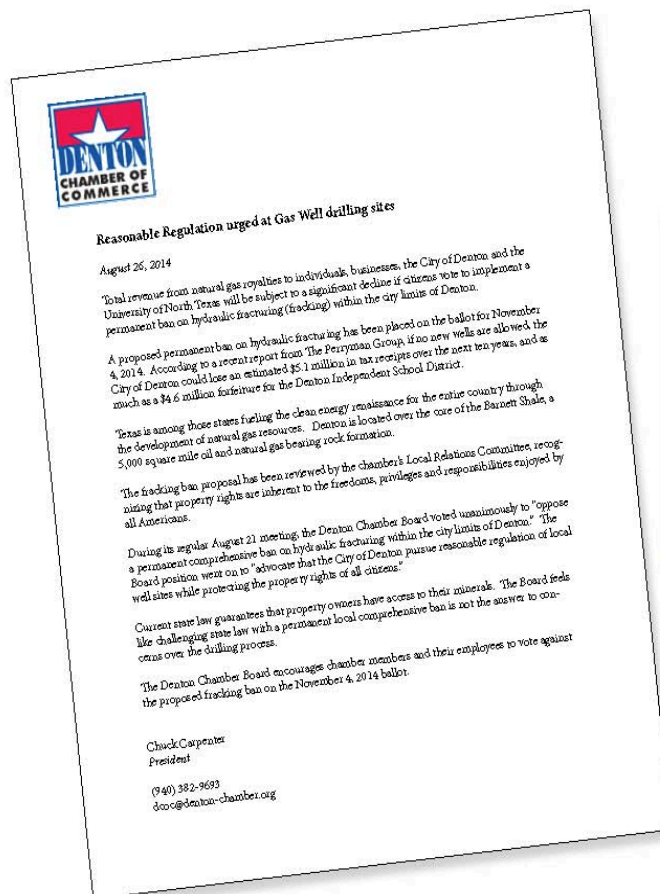 DENTON
CHAMBER OF
COMMERCE
Reasonable Regulation urged at Gas Well drilling sites
August 26, 2014
Total revenue from natural gas royalties to individuals, businesses, the City of Denton and the
University of North Texas will be subject to a significant decline if citizens vote to implement a
permanent ban on hydraulic fracturing (fracking) within the city limits of Denton.
A proposed permanent ban on hydraulic fracturing has been placed on the ballot for November
4, 2014. According to a recent report from The Perryman Group, if no new wells are allowed, the
City of Denton could lose an estimated $5.1 million in tax receipts over the next ten years, and as
much as a $4.6 million forfeiture for the Denton Independent School District.
Texas is among those states fueling the clean energy renaissance for the entire country through
the development of natural gas resources. Denton is located over the core of the Barnett Shale, a
5,000 square mile oil and natural gas bearing rock formation.
The fracking ban proposal has been reviewed by the chamber's Local Relations Committee, recog-
nizing that property rights are inherent to the freedoms, privileges and responsibilities enjoyed by
all Americans.
During its regular August 21 meeting, the Denton Chamber Board voted unanimously to "oppose
a permanent comprehensive ban on hydraulic fracturing within the city limits of Denton." The
Board position went on to "advocate that the City of Denton pursue reasonable regulation of local
well sites while protecting the property rights of all citizens."
Current state law guarantees that property owners have access to their minerals. The Board feels
like challenging state law with a permanent local comprehensive ban is not the answer to con-
cerns over the drilling process.
The Denton Chamber Board encourages chamber members and their employees to vote against
the proposed fracking ban on the November 4, 2014 ballot.
Chuck Carpenter
President
(940) 382-9693
dcoc@denton-chamber.org